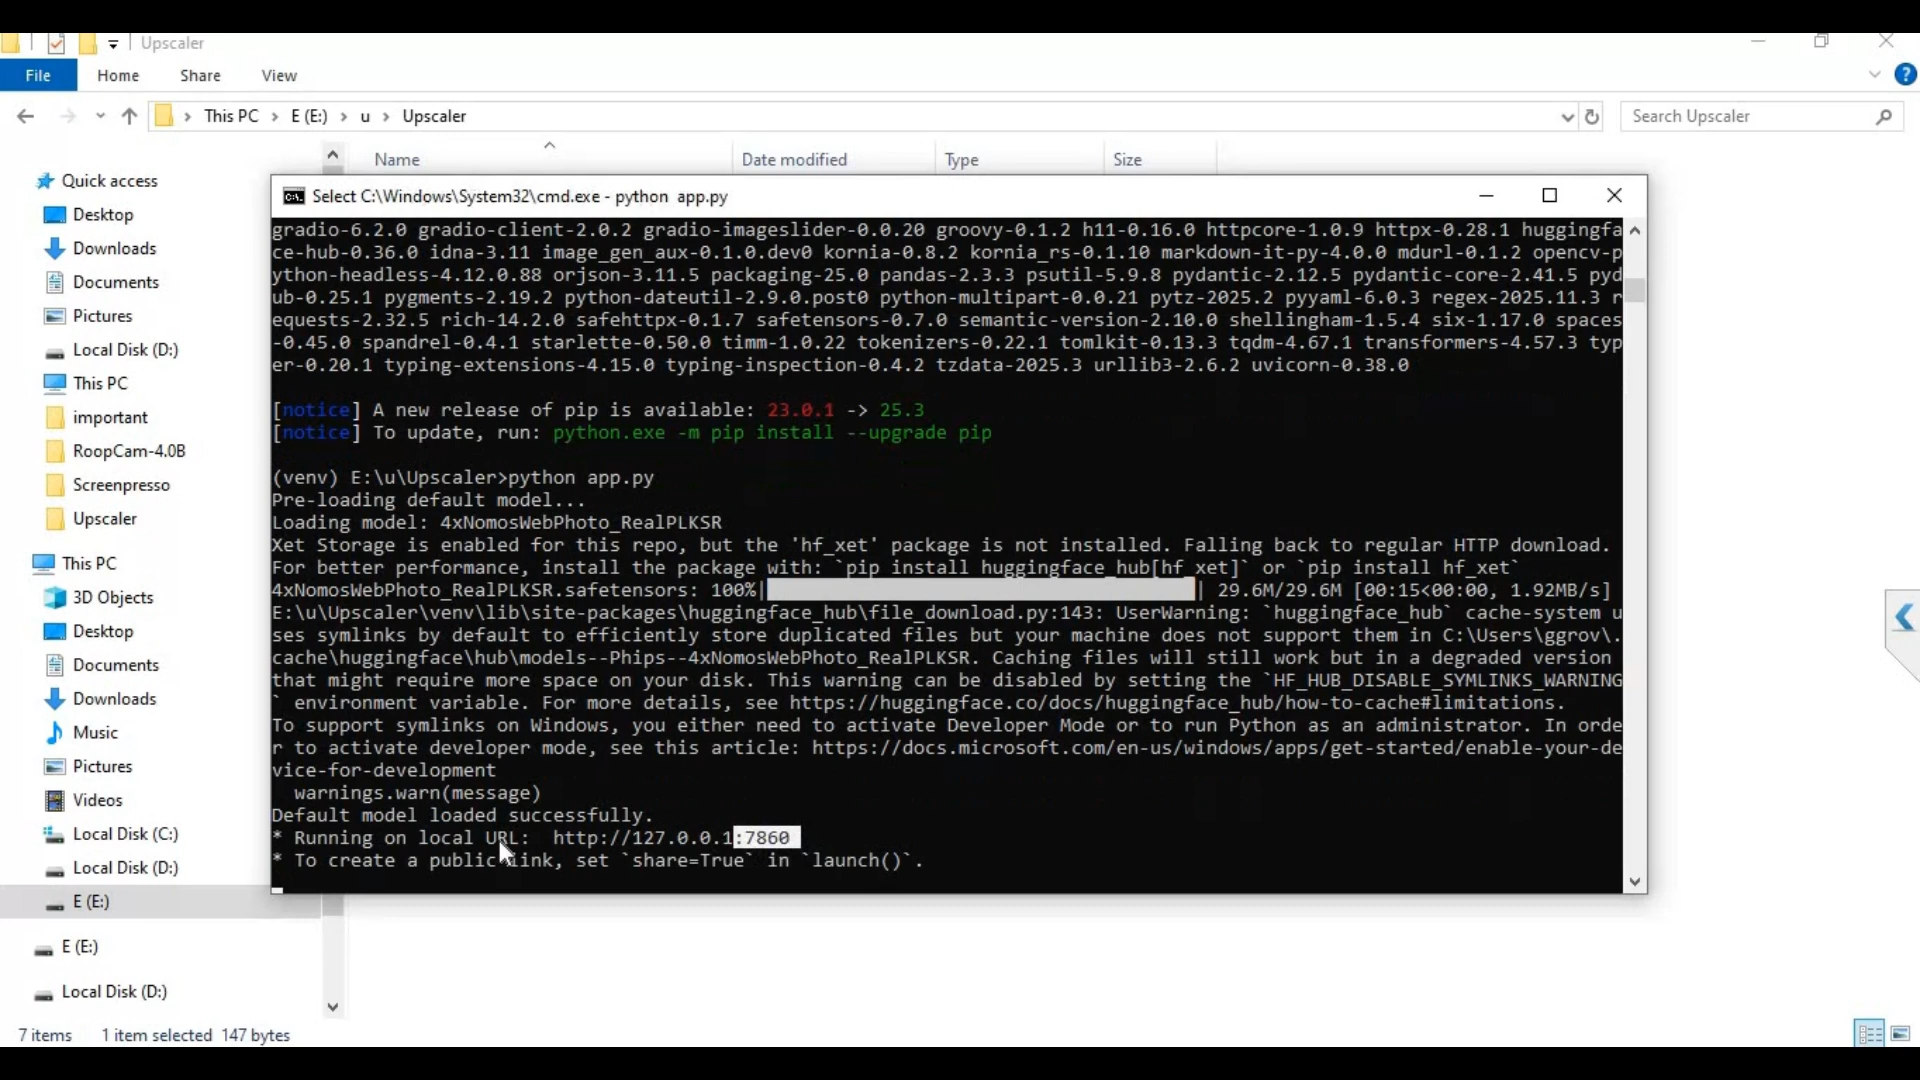 Upscaler
File Home Share View
This PC E (E:) u Upscaler
Search Upscaler
Name Date modified Type Size
Quick access
Desktop
Downloads
Documents
Pictures
Local Disk (D:)
This PC
important
RoopCam-4.0B
Screenpresso
Upscaler
This PC
3D Objects
Desktop
Documents
Downloads
Music
Pictures
Videos
Local Disk (C:)
Local Disk (D:)
E (E:)
E (E:)
Local Disk (D:)
Select C:\Windows\System32\cmd.exe - python app.py
gradio-6.2.0 gradio-client-2.0.2 gradio-imageslider-0.0.20 groovy-0.1.2 h11-0.16.0 httpcore-1.0.9 httpx-0.28.1 huggingfa
ce-hub-0.36.0 idna-3.11 image_gen_aux-0.1.0.dev0 kornia-0.8.2 kornia_rs-0.1.10 markdown-it-py-4.0.0 mdurl-0.1.2 opencv-p
ython-headless-4.12.0.88 orjson-3.11.5 packaging-25.0 pandas-2.3.3 psutil-5.9.8 pydantic-2.12.5 pydantic-core-2.41.5 pyd
ub-0.25.1 pygments-2.19.2 python-dateutil-2.9.0.post0 python-multipart-0.0.21 pytz-2025.2 pyyaml-6.0.3 regex-2025.11.3 r
equests-2.32.5 rich-14.2.0 safehttpx-0.1.7 safetensors-0.7.0 semantic-version-2.10.0 shellingham-1.5.4 six-1.17.0 spaces
-0.45.0 spandrel-0.4.1 starlette-0.50.0 timm-1.0.22 tokenizers-0.22.1 tomlkit-0.13.3 tqdm-4.67.1 transformers-4.57.3 typ
er-0.20.1 typing-extensions-4.15.0 typing-inspection-0.4.2 tzdata-2025.3 urllib3-2.6.2 uvicorn-0.38.0
[notice] A new release of pip is available: 23.0.1 -> 25.3
[notice] To update, run: python.exe -m pip install --upgrade pip
(venv) E:\u\Upscaler>python app.py
Pre-loading default model...
Loading model: 4xNomosWebPhoto_RealPLKSR
Xet Storage is enabled for this repo, but the 'hf_xet' package is not installed. Falling back to regular HTTP download.
For better performance, install the package with: `pip install huggingface_hub[hf_xet]` or `pip install hf_xet`
4xNomosWebPhoto_RealPLKSR.safetensors: 100%| | 29.6M/29.6M [00:15<00:00, 1.92MB/s]
E:\u\Upscaler\venv\lib\site-packages\huggingface_hub\file_download.py:143: UserWarning: `huggingface_hub` cache-system u
ses symlinks by default to efficiently store duplicated files but your machine does not support them in C:\Users\ggrov\.
cache\huggingface\hub\models--Phips--4xNomosWebPhoto_RealPLKSR. Caching files will still work but in a degraded version
that might require more space on your disk. This warning can be disabled by setting the `HF_HUB_DISABLE_SYMLINKS_WARNING
` environment variable. For more details, see https://huggingface.co/docs/huggingface_hub/how-to-cache#limitations.
To support symlinks on Windows, you either need to activate Developer Mode or to run Python as an administrator. In orde
r to activate developer mode, see this article: https://docs.microsoft.com/en-us/windows/apps/get-started/enable-your-de
vice-for-development
warnings.warn(message)
Default model loaded successfully.
* Running on local URL: http://127.0.0.1:7860
* To create a public link, set `share=True` in `launch()`.
7 items 1 item selected 147 bytes